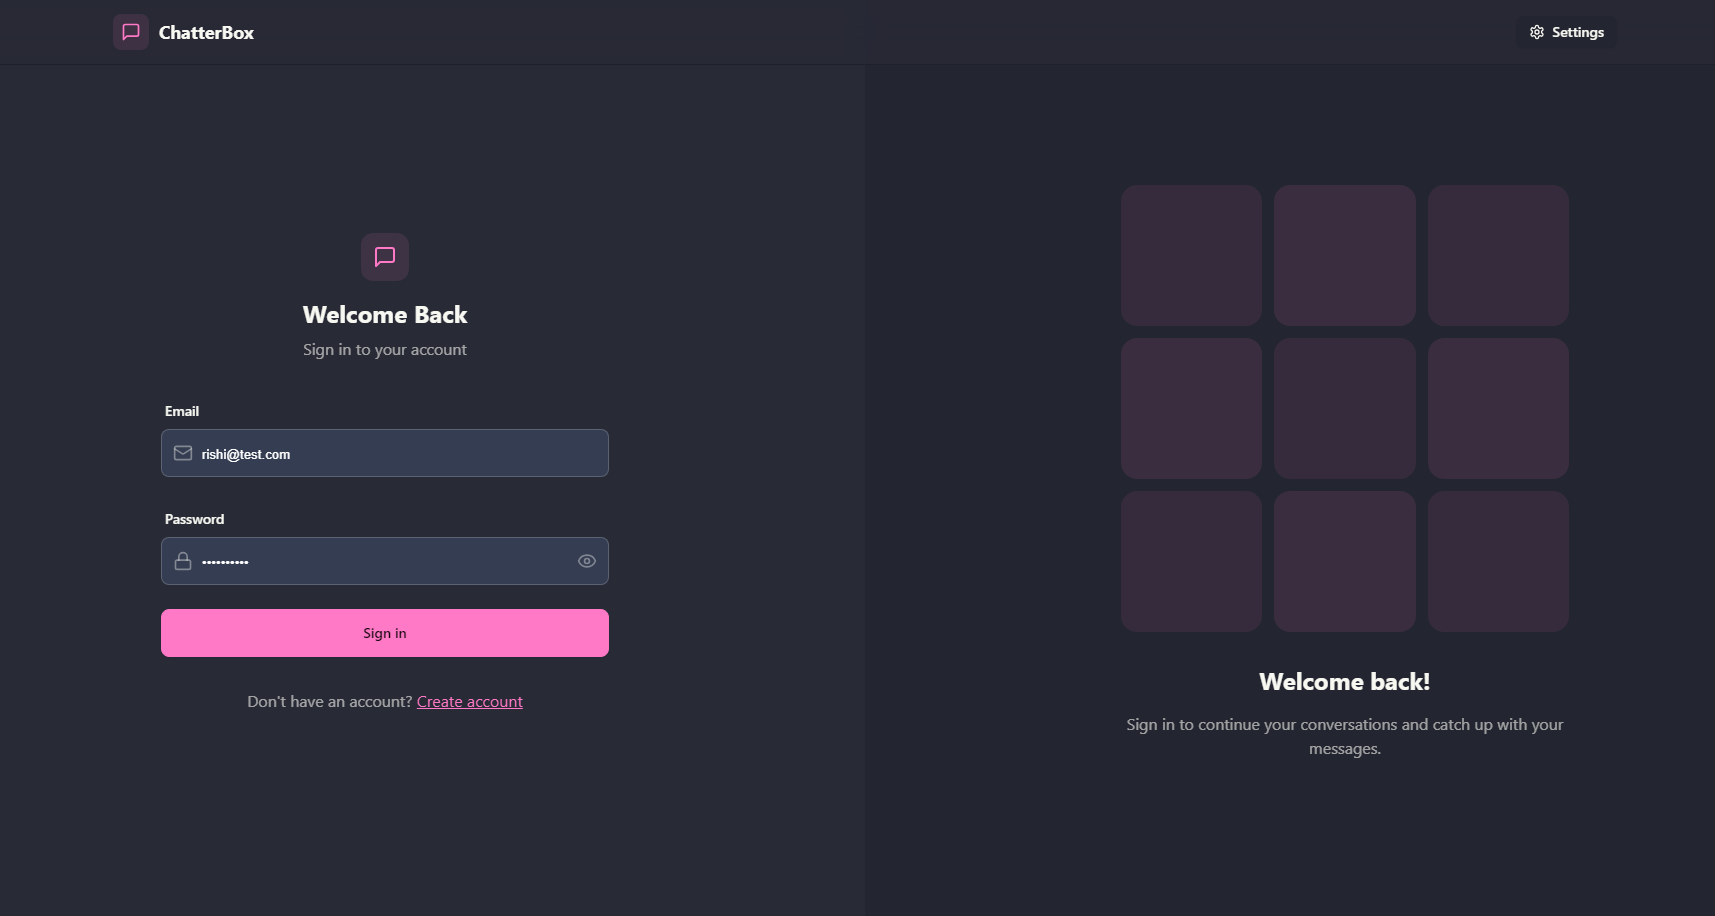 ChatterBox
Settings
Welcome Back
Sign in to your account
Email
rishi@test.com
Password
••••••••••
Sign in
Don't have an account? Create account
Welcome back!
Sign in to continue your conversations and catch up with your
messages.